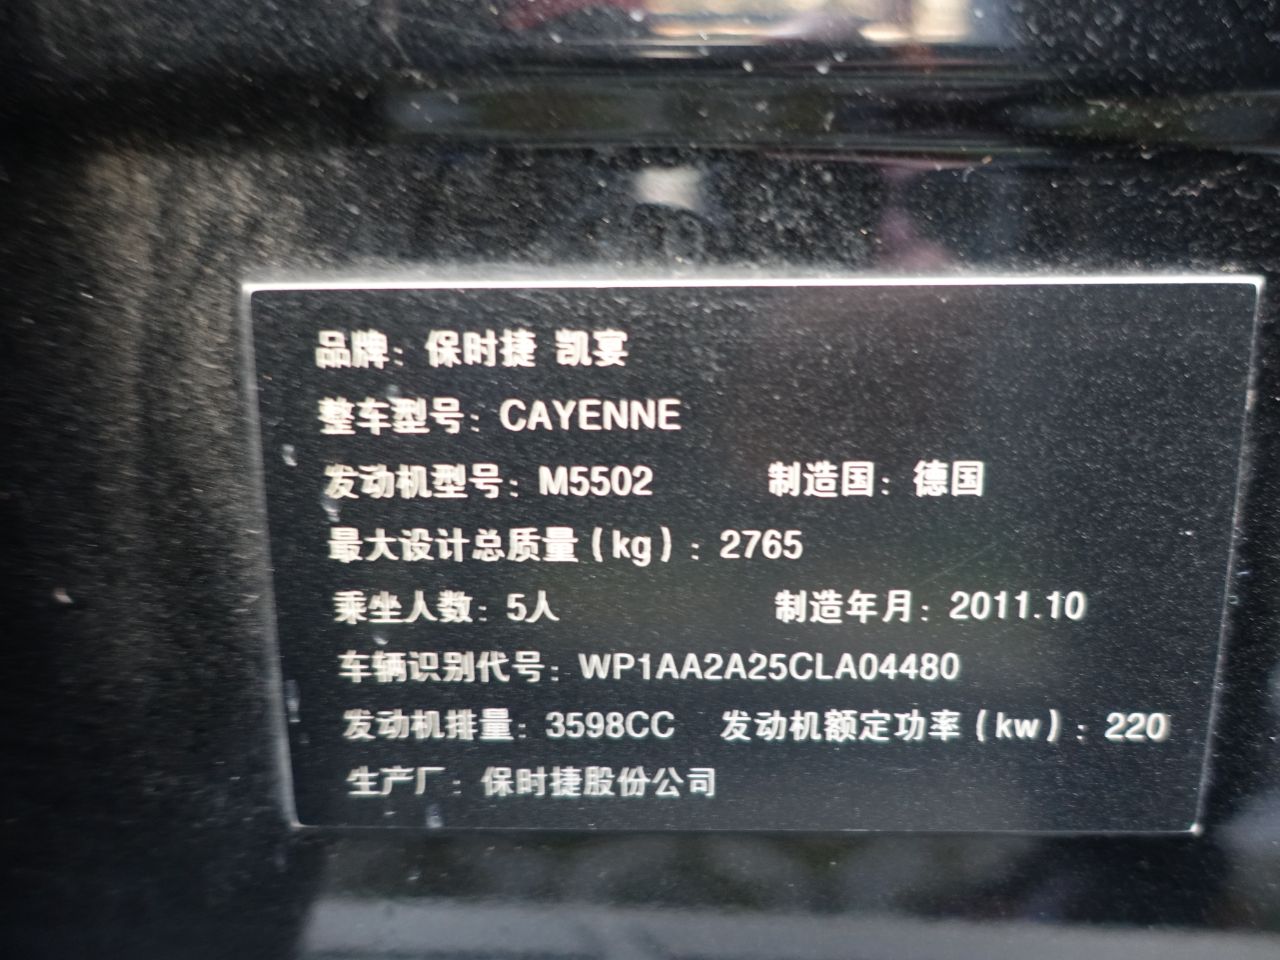 品牌：保时捷 凯宴
整车型号：CAYENNE
发动机型号：M5502 制造国：德国
最大设计总质量(kg)：2765
乘坐人数：5人 制造年月：2011.10
车辆识别代号：WP1AA2A25CLA04480
发动机排量：3598CC 发动机额定功率(kw)：220
生产厂：保时捷股份公司